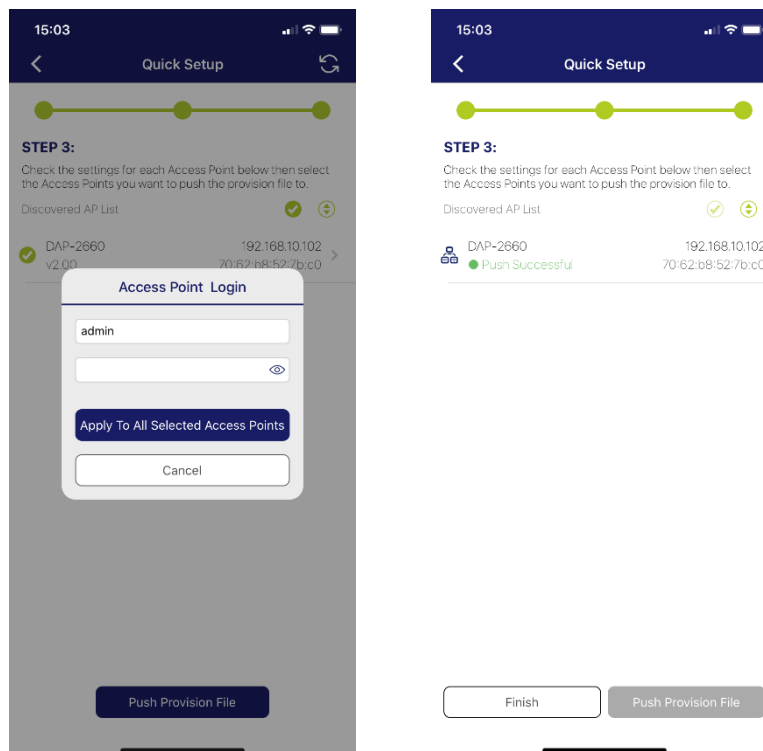 15:03
Quick Setup
STEP 3:
Check the settings for each Access Point below then select
the Access Points you want to push the provision file to.
Discovered AP List
DAP-2660
192.168.10.102
v2.00
70:62:b8:52:7b:c0
Access Point Login
admin
Apply To All Selected Access Points
Cancel
Push Provision File
15:03
Quick Setup
STEP 3:
Check the settings for each Access Point below then select
the Access Points you want to push the provision file to.
Discovered AP List
DAP-2660
192.168.10.102
Push Successful
70:62:b8:52:7b:c0
Finish
Push Provision File